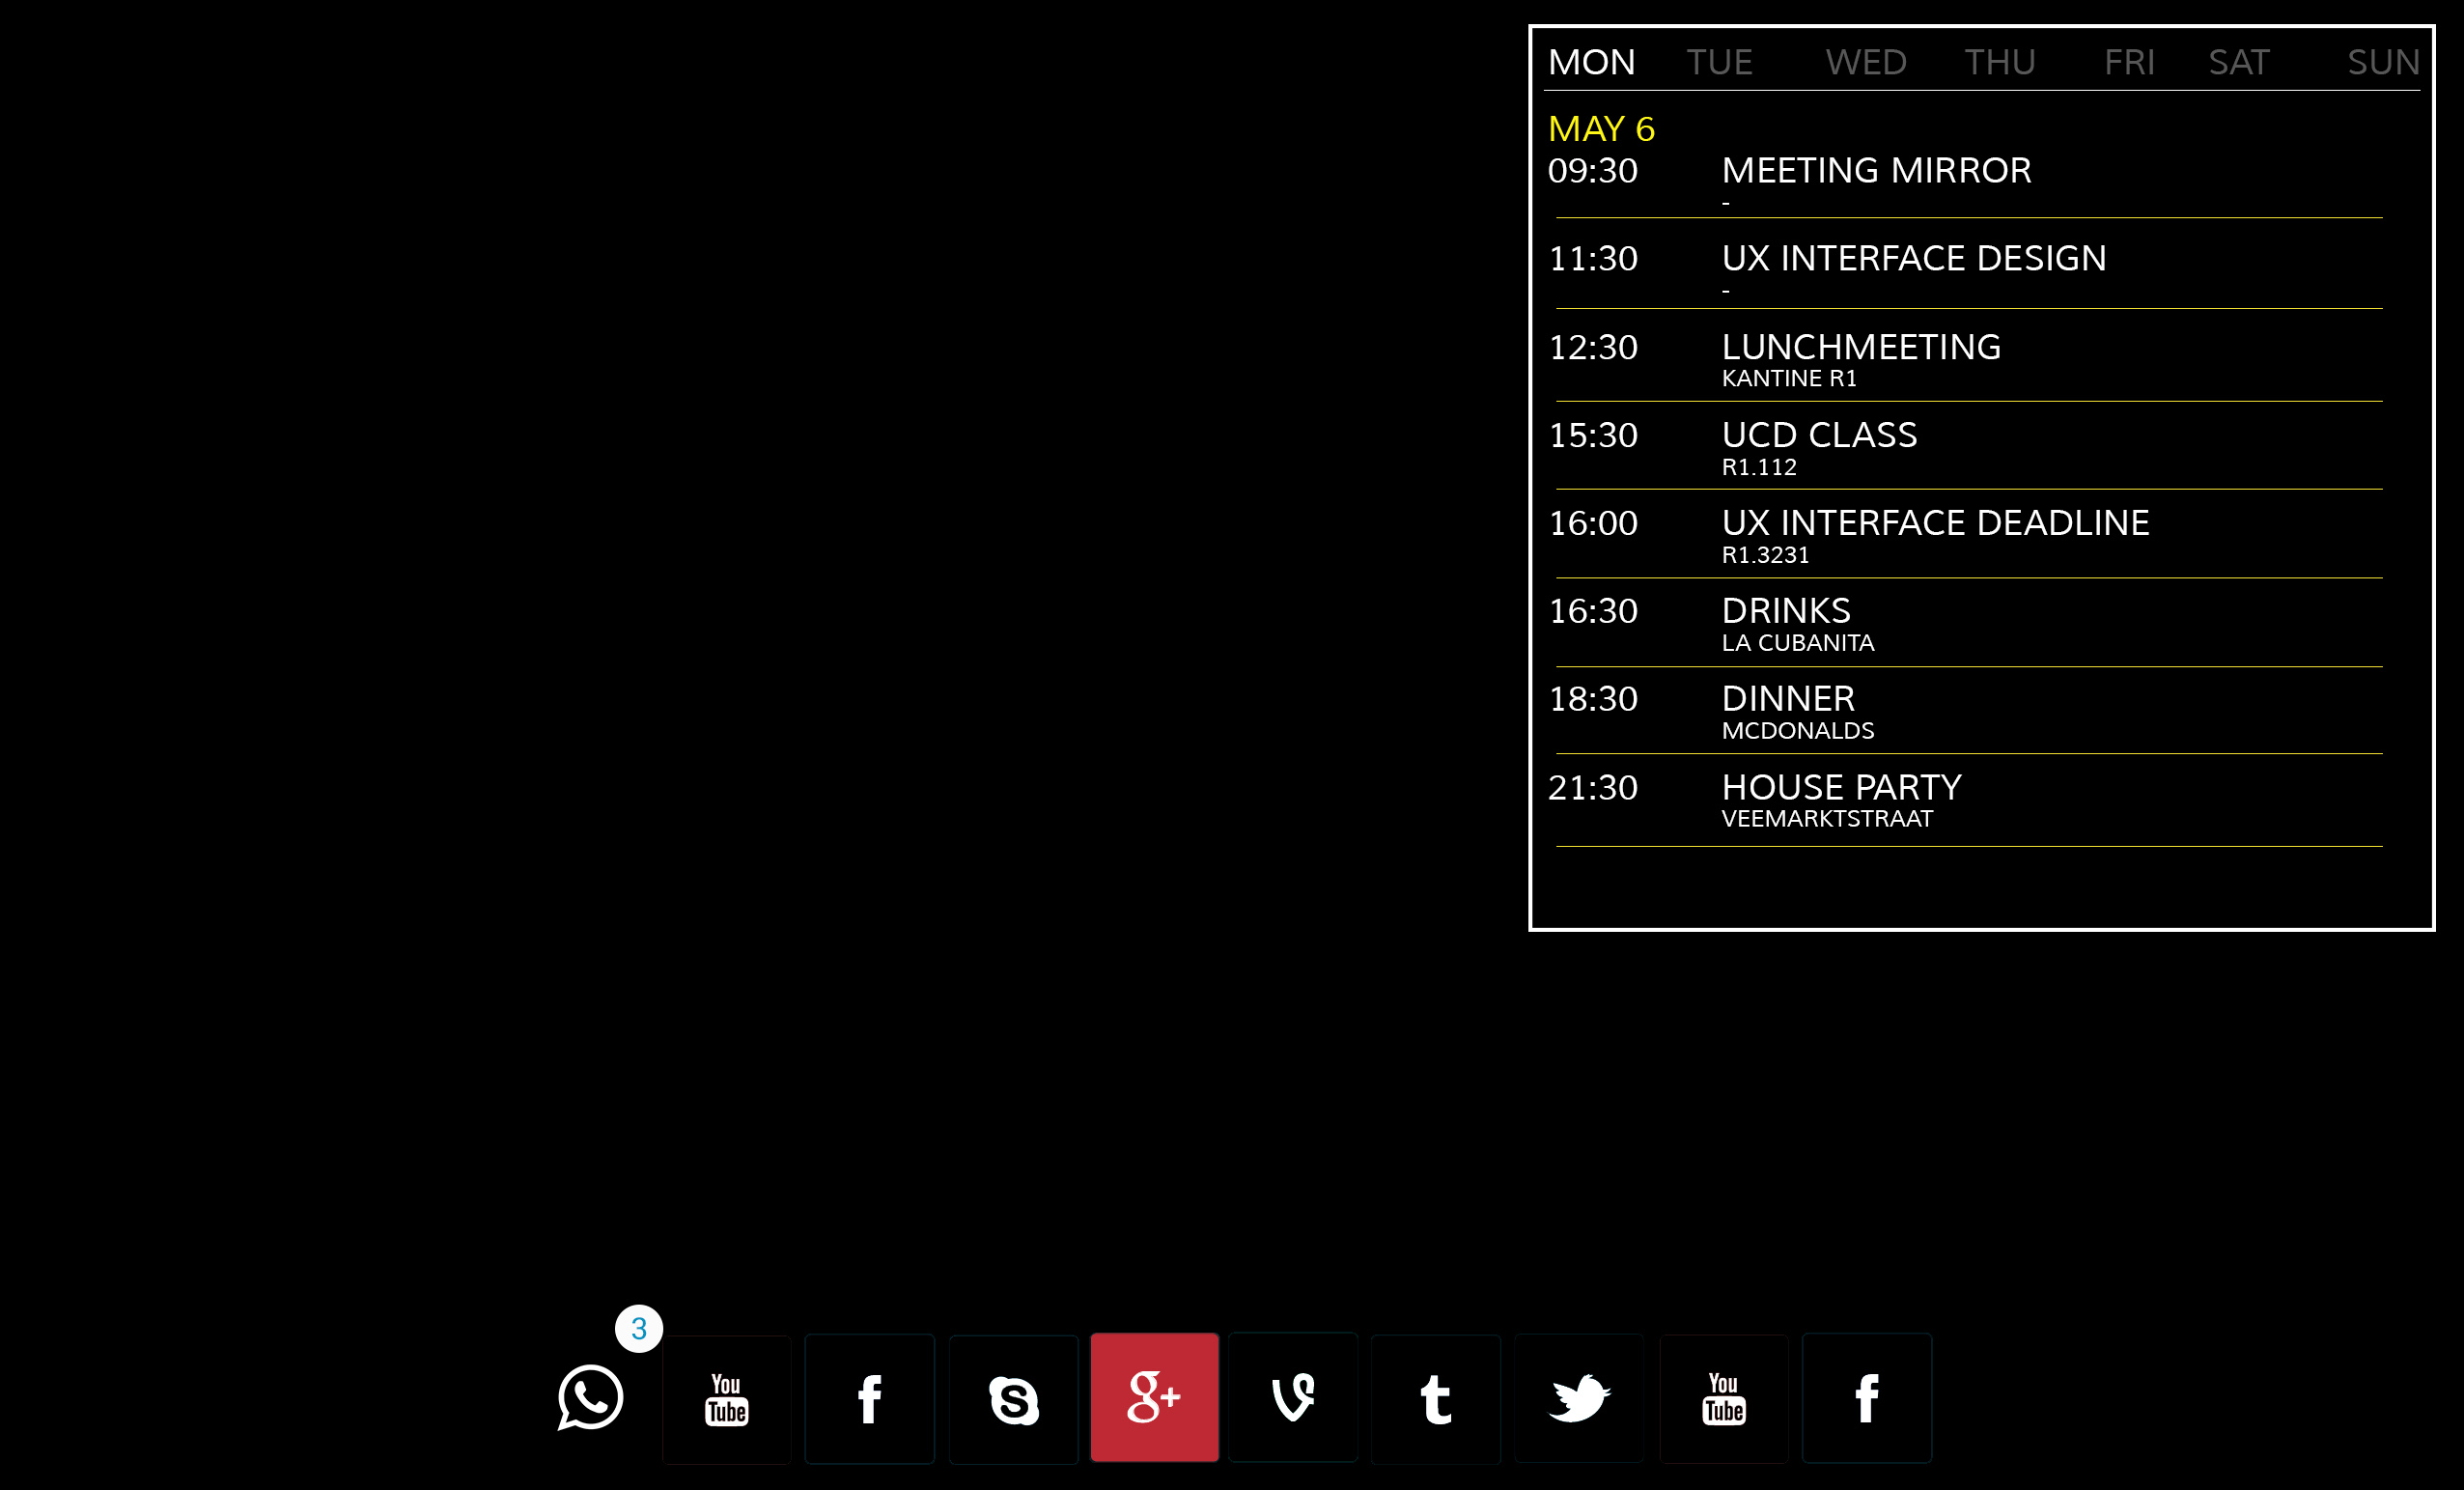 MON TUE WED THU FRI SAT SUN
MAY 6
09:30 MEETING MIRROR
-
11:30 UX INTERFACE DESIGN
-
12:30 LUNCHMEETING
KANTINE R1
15:30 UCD CLASS
R1.112
16:00 UX INTERFACE DEADLINE
R1.3231
16:30 DRINKS
LA CUBANITA
18:30 DINNER
MCDONALDS
21:30 HOUSE PARTY
VEEMARKTSTRAAT
3
You Tube f S g+ t You Tube f